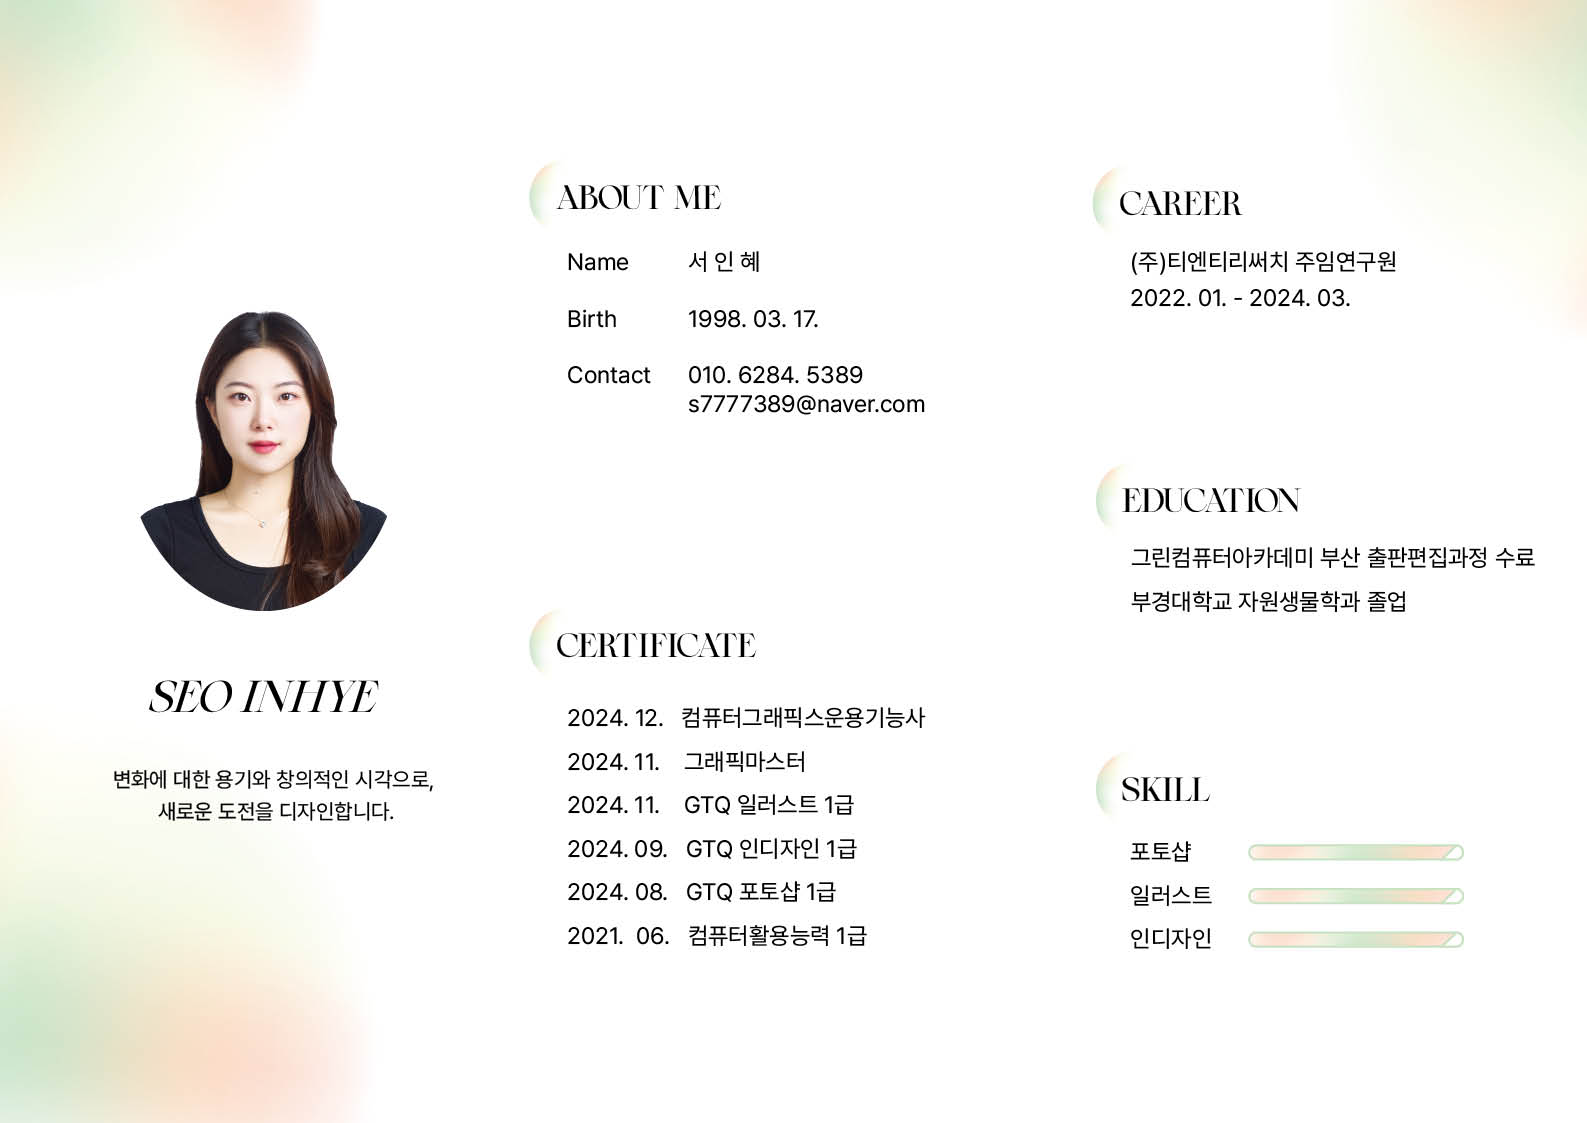 SEO INHYE
변화에 대한 용기와 창의적인 시각으로,
새로운 도전을 디자인합니다.
ABOUT ME
Name 서 인 혜
Birth 1998. 03. 17.
Contact 010. 6284. 5389
s7777389@naver.com
CERTIFICATE
2024. 12. 컴퓨터그래픽스운용기능사
2024. 11. 그래픽마스터
2024. 11. GTQ 일러스트 1급
2024. 09. GTQ 인디자인 1급
2024. 08. GTQ 포토샵 1급
2021. 06. 컴퓨터활용능력 1급
CAREER
(주)티엔티리써치 주임연구원
2022. 01. - 2024. 03.
EDUCATION
그린컴퓨터아카데미 부산 출판편집과정 수료
부경대학교 자원생물학과 졸업
SKILL
포토샵
일러스트
인디자인